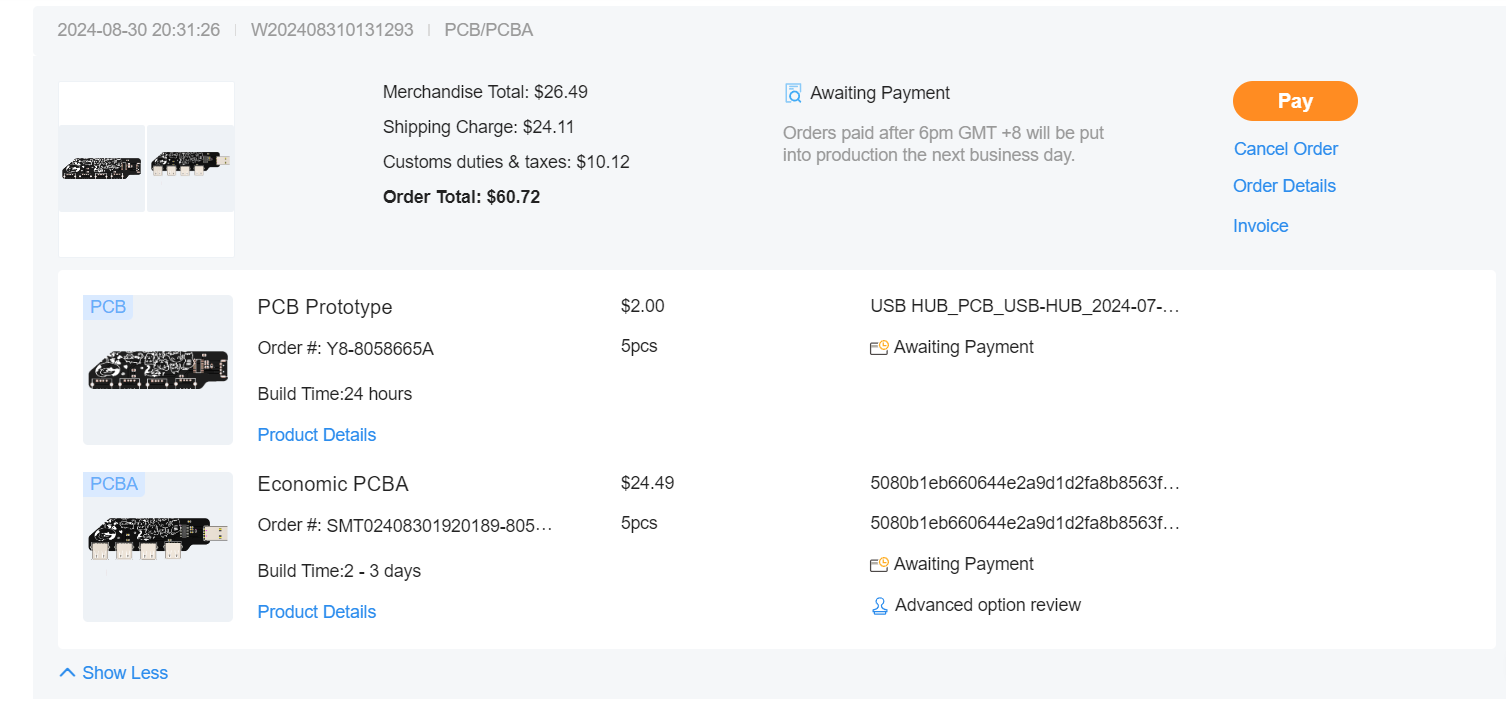 2024-08-30 20:31:26 W202408310131293 PCB/PCBA
Merchandise Total: $26.49
Shipping Charge: $24.11
Customs duties & taxes: $10.12
Order Total: $60.72
Awaiting Payment
Orders paid after 6pm GMT +8 will be put
into production the next business day.
Pay
Cancel Order
Order Details
Invoice
PCB
PCB Prototype
Order #: Y8-8058665A
Build Time:24 hours
Product Details
$2.00
5pcs
USB HUB_PCB_USB-HUB_2024-07-...
Awaiting Payment
PCBA
Economic PCBA
Order #: SMT02408301920189-805...
Build Time:2 - 3 days
Product Details
$24.49
5pcs
5080b1eb660644e2a9d1d2fa8b8563f...
5080b1eb660644e2a9d1d2fa8b8563f...
Awaiting Payment
Advanced option review
Show Less